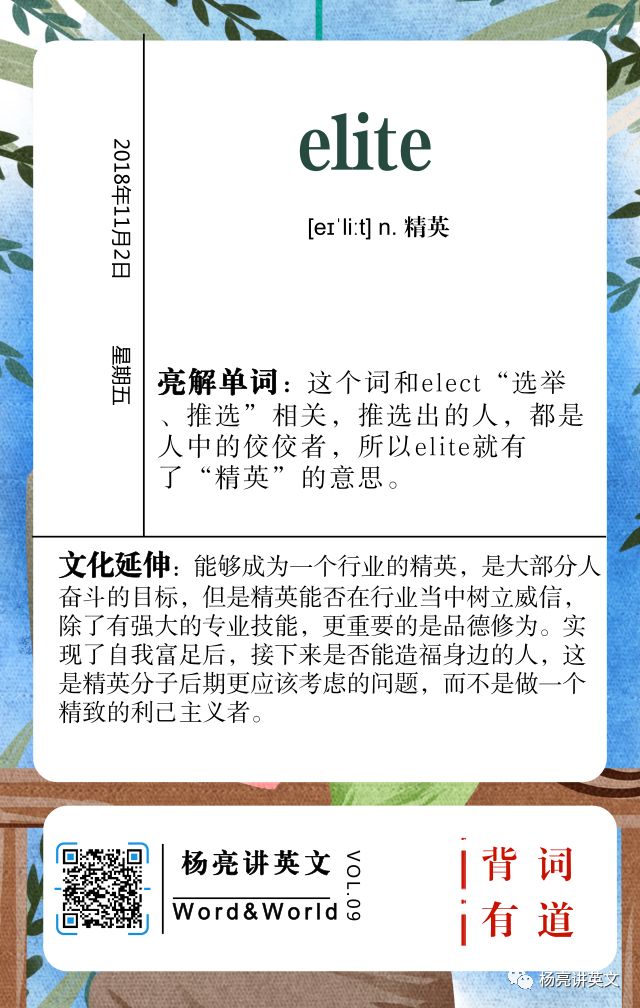 2018年11月2日 星期五
elite
[eɪˈliːt] n. 精英
亮解单词：这个词和elect“选举
、推选”相关，推选出的人，都是
人中的佼佼者，所以elite就有
了“精英”的意思。
文化延伸：能够成为一个行业的精英，是大部分人
奋斗的目标，但是精英能否在行业当中树立威信，
除了有强大的专业技能，更重要的是品德修为。实
现了自我富足后，接下来是否能造福身边的人，这
是精英分子后期更应该考虑的问题，而不是做一个
精致的利己主义者。
杨亮讲英文
Word&World
VOL.09
背词
有道
杨亮讲英文